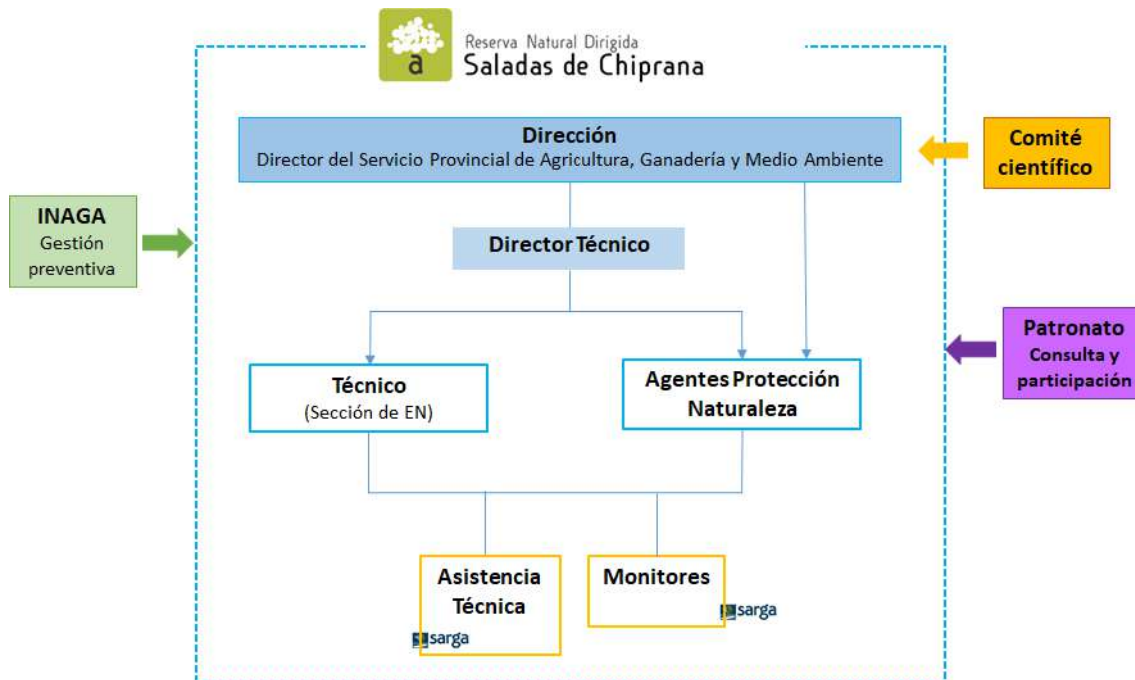 a
Reserva Natural Dirigida
Saladas de Chiprana
Dirección
Director del Servicio Provincial de Agricultura, Ganadería y Medio Ambiente
Comité
científico
INAGA
Gestión
preventiva
Director Técnico
Patronato
Consulta y
participación
Técnico
(Sección de EN)
Agentes Protección
Naturaleza
Asistencia
Técnica
sarga
Monitores
sarga